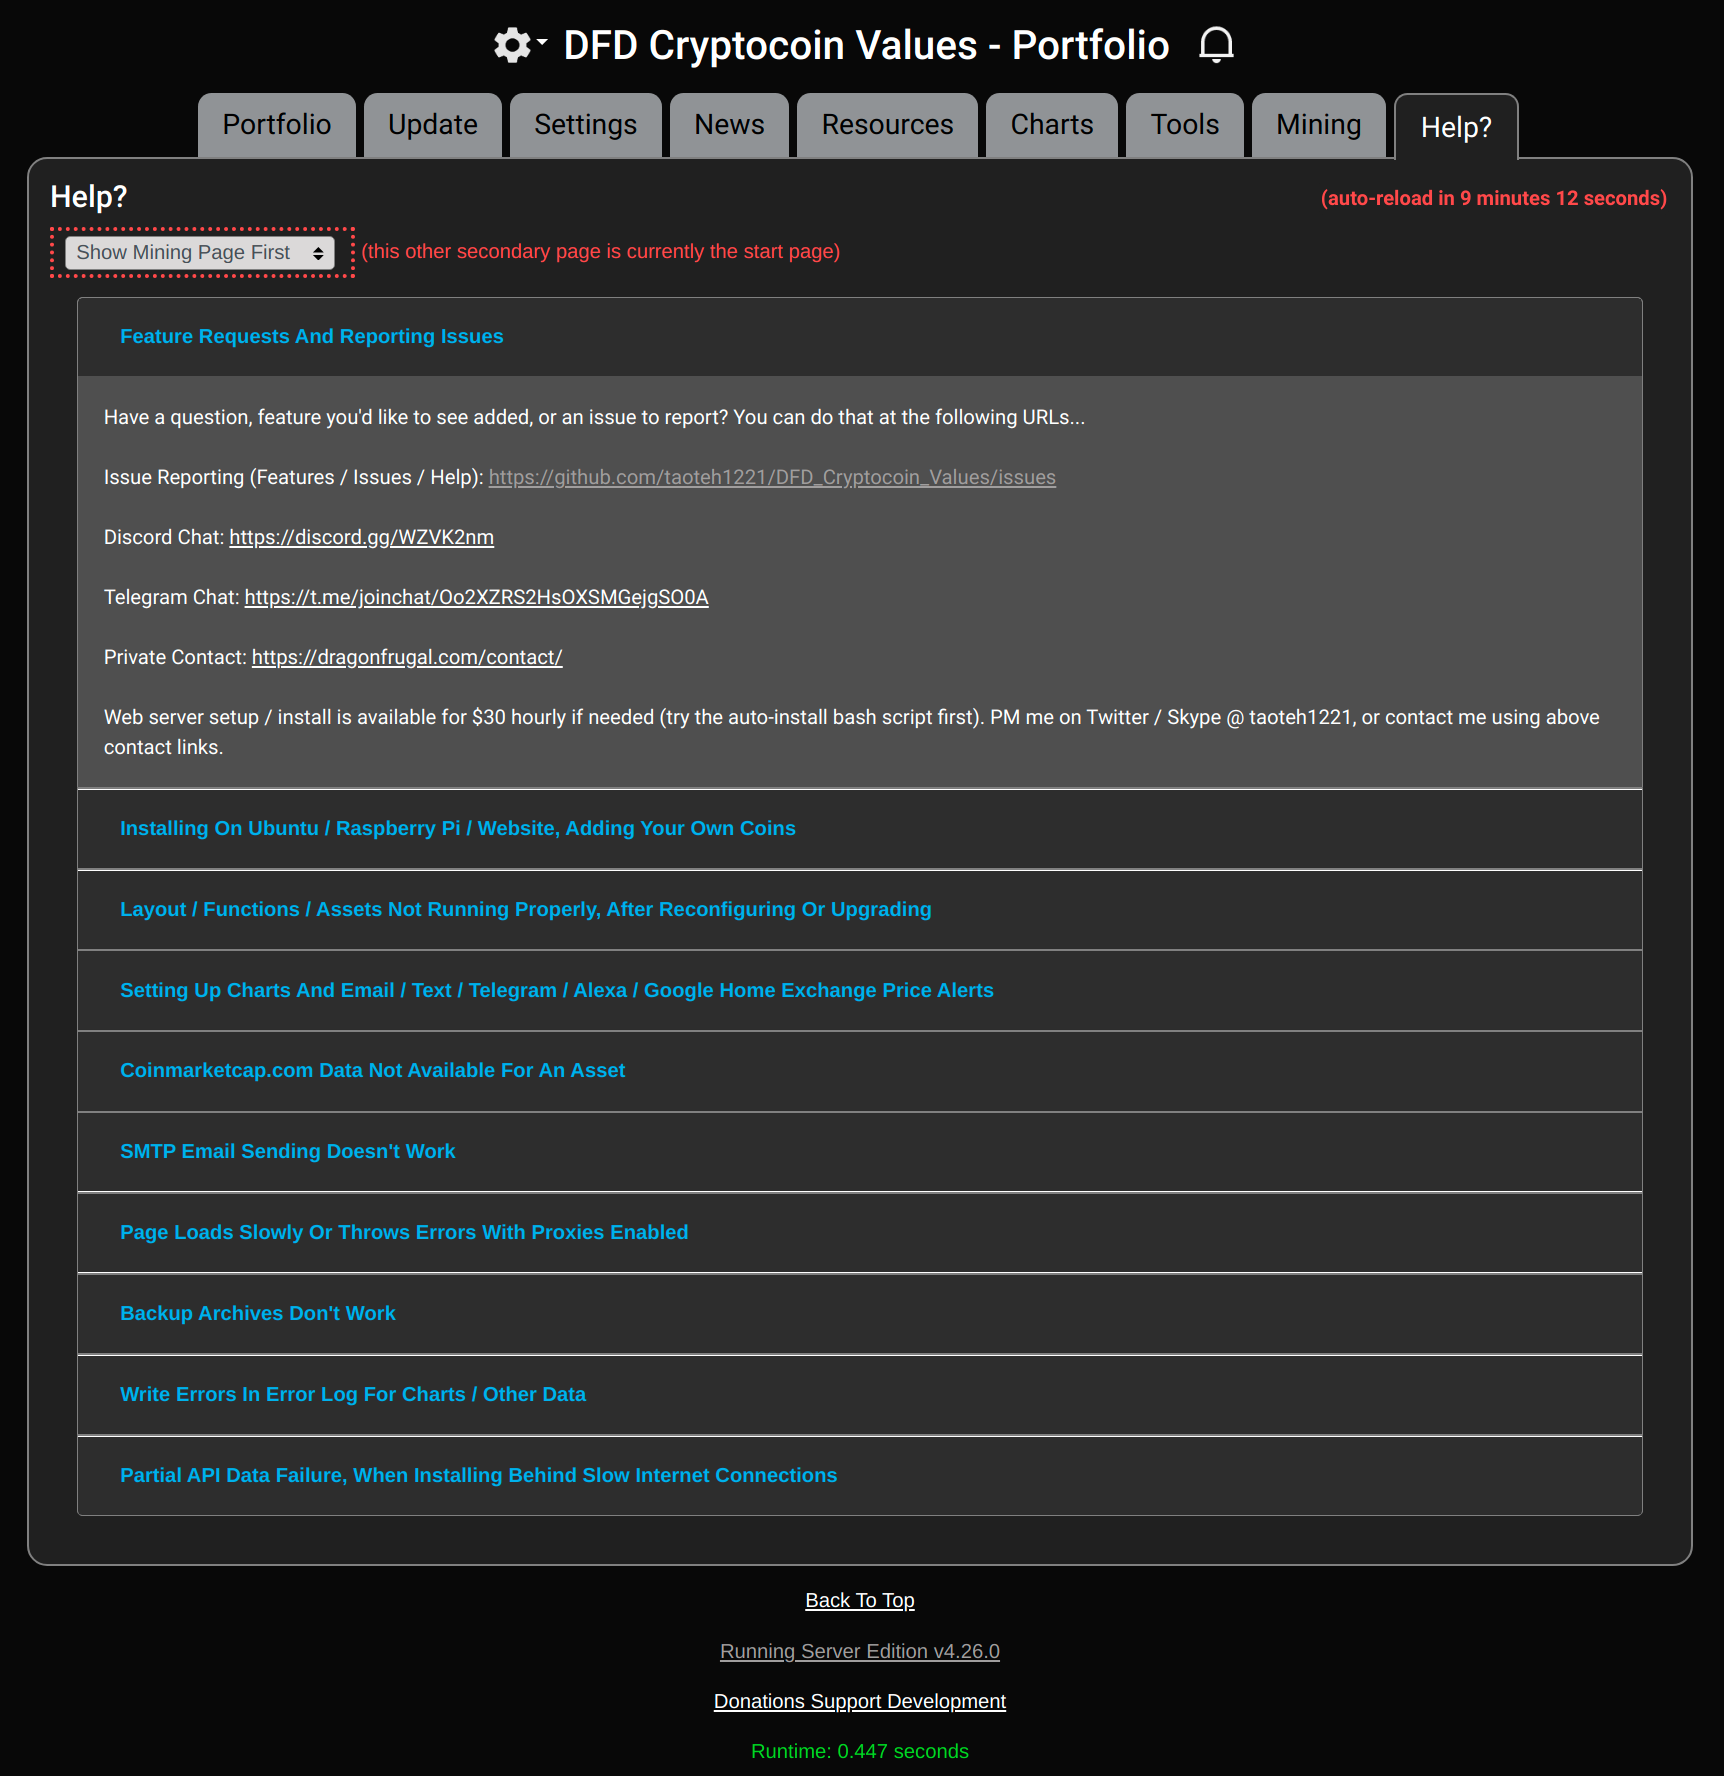 DFD Cryptocoin Values - Portfolio
Portfolio
Update
Settings
News
Resources
Charts
Tools
Mining
Help?
Help?
(auto-reload in 9 minutes 12 seconds)
Show Mining Page First
(this other secondary page is currently the start page)
Feature Requests And Reporting Issues
Have a question, feature you'd like to see added, or an issue to report? You can do that at the following URLs...
Issue Reporting (Features / Issues / Help): https://github.com/taoteh1221/DFD_Cryptocoin_Values/issues
Discord Chat: https://discord.gg/WZVK2nm
Telegram Chat: https://t.me/joinchat/Oo2XZRS2HsOXSMGejgSO0A
Private Contact: https://dragonfrugal.com/contact/
Web server setup / install is available for $30 hourly if needed (try the auto-install bash script first). PM me on Twitter / Skype @ taoteh1221, or contact me using above
contact links.
Installing On Ubuntu / Raspberry Pi / Website, Adding Your Own Coins
Layout / Functions / Assets Not Running Properly, After Reconfiguring Or Upgrading
Setting Up Charts And Email / Text / Telegram / Alexa / Google Home Exchange Price Alerts
Coinmarketcap.com Data Not Available For An Asset
SMTP Email Sending Doesn't Work
Page Loads Slowly Or Throws Errors With Proxies Enabled
Backup Archives Don't Work
Write Errors In Error Log For Charts / Other Data
Partial API Data Failure, When Installing Behind Slow Internet Connections
Back To Top
Running Server Edition v4.26.0
Donations Support Development
Runtime: 0.447 seconds